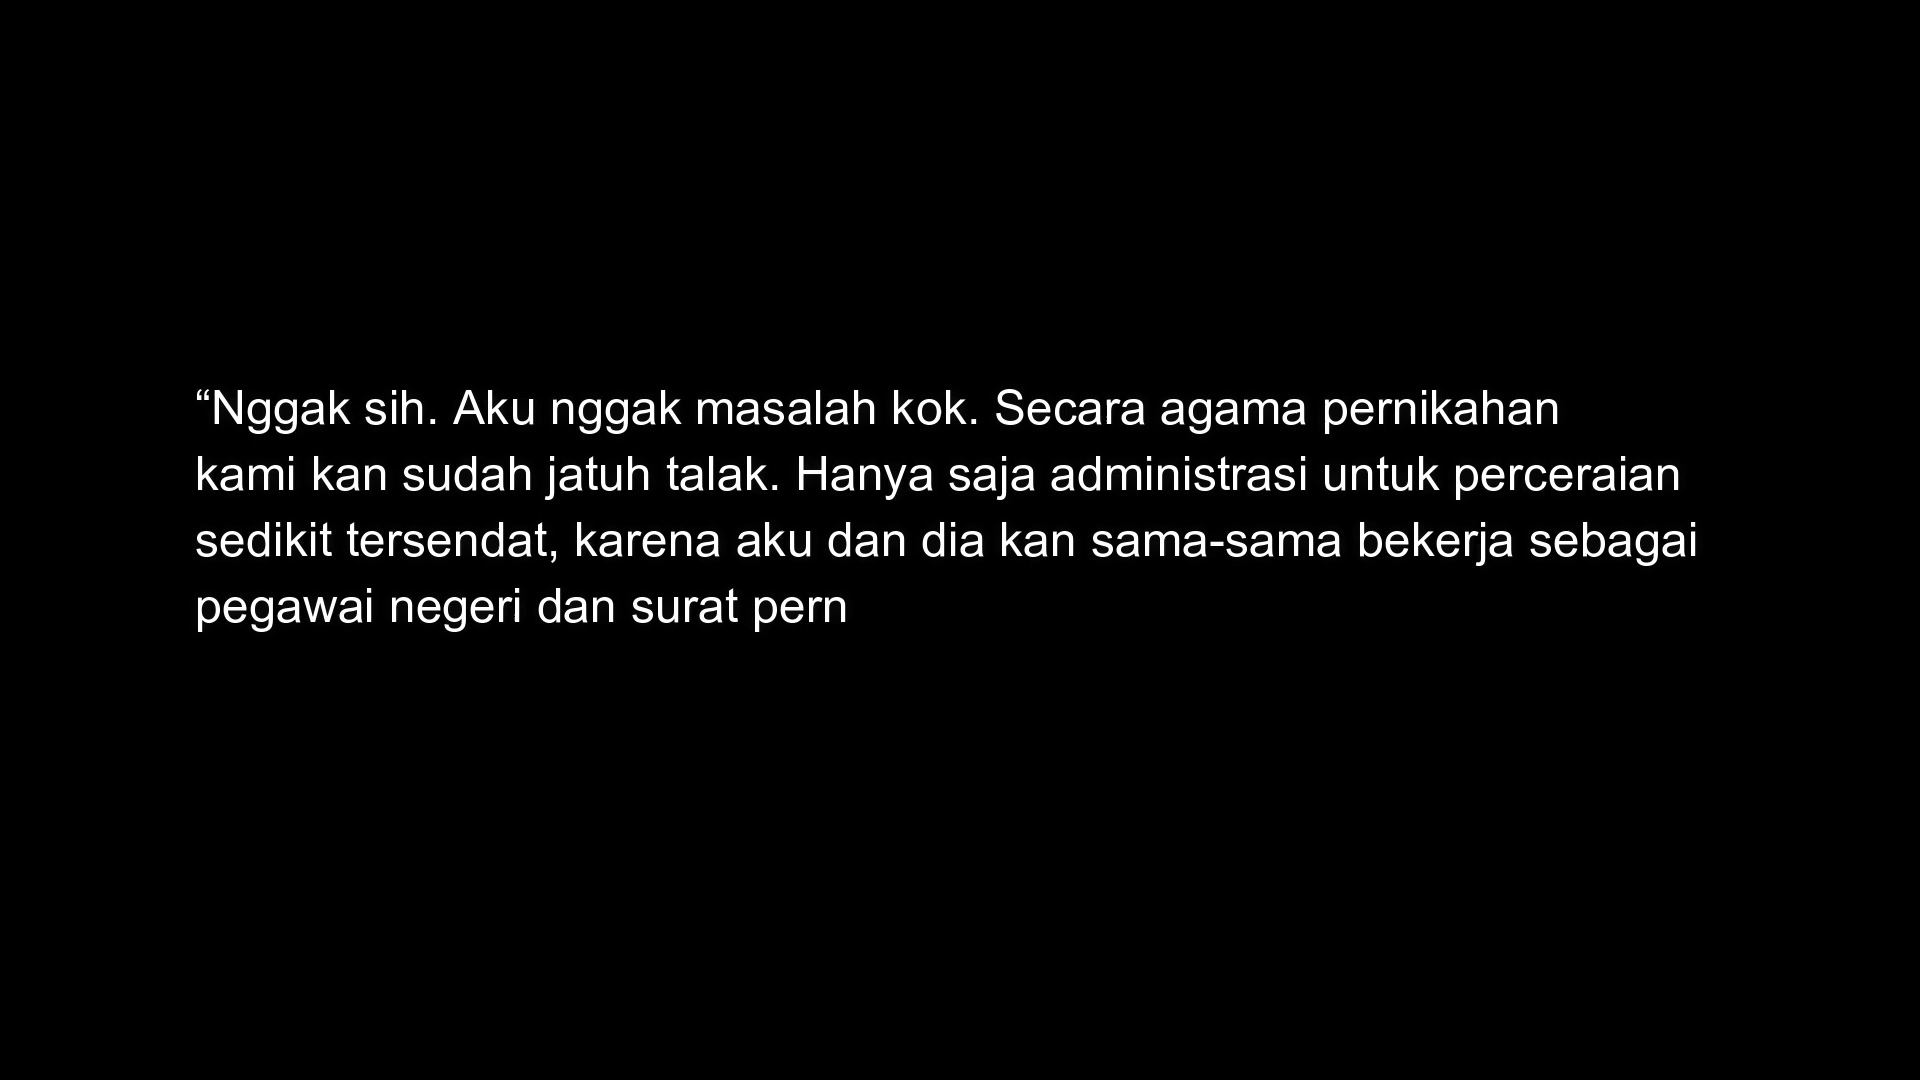 “Nggak sih. Aku nggak masalah kok. Secara agama pernikahan
kami kan sudah jatuh talak. Hanya saja administrasi untuk perceraian
sedikit tersendat, karena aku dan dia kan sama-sama bekerja sebagai
pegawai negeri dan surat pern